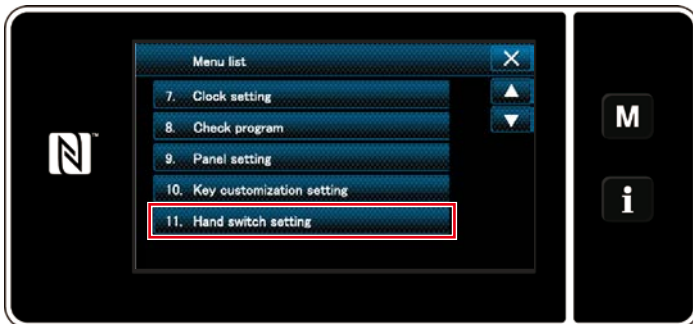 Menu list
7. Clock setting
8. Check program
9. Panel setting
10. Key customization setting
11. Hand switch setting
M
i